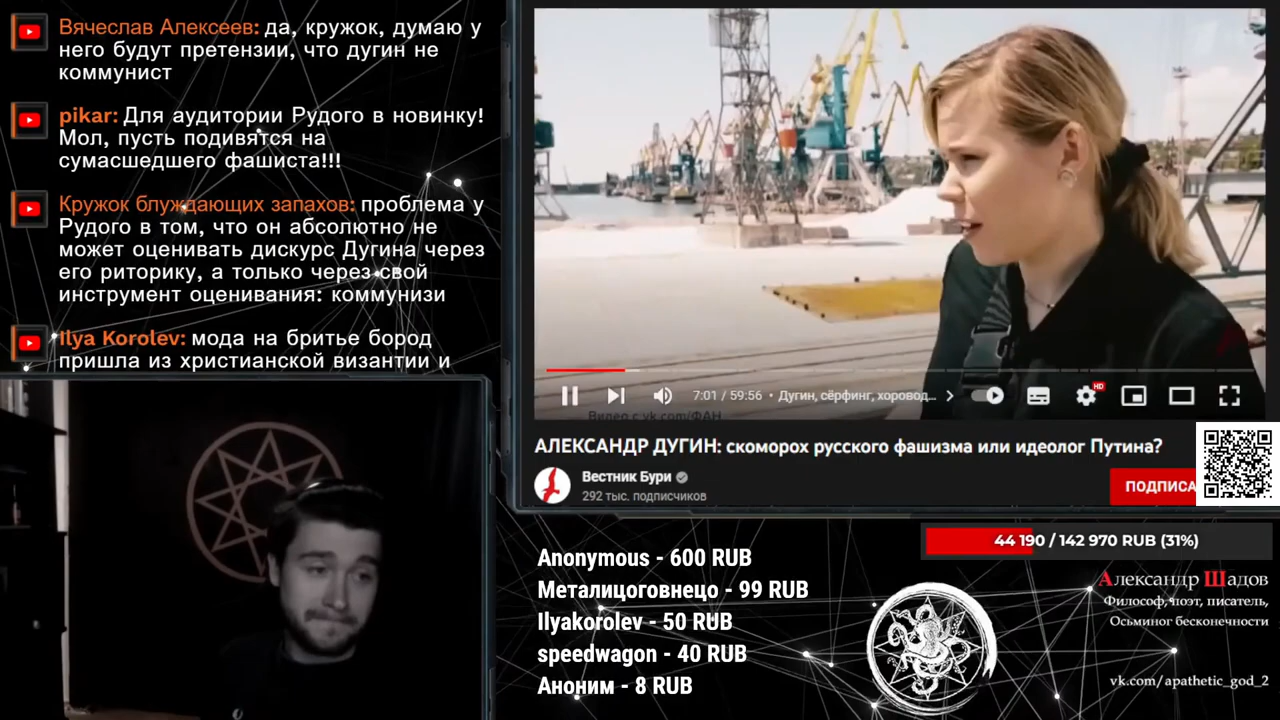 Вячеслав Алексеев: да, кружок, думаю у
него будут претензии, что дугин не
коммунист
pikar: Для аудитории Рудого в новинку!
Мол, пусть подивятся на
сумасшедшего фашиста!!!
Кружок блуждающих запахов: проблема у
Рудого в том, что он абсолютно не
может оценивать дискурс Дугина через
его риторику, а только через свой
инструмент оценивания: коммунизи
Ilya Korolev: мода на бритье бород
пришла из христианской византии и
7:01 / 59:56 • Дугин, сёрфинг, хоровод...
HD
Видео с vk.com/ФАН
АЛЕКСАНДР ДУГИН: скоморох русского фашизма или идеолог Путина?
Вестник Бури
292 тыс. подписчиков
ПОДПИСА
Anonymous - 600 RUB
Металицоговнецо - 99 RUB
Ilyakorolev - 50 RUB
speedwagon - 40 RUB
Аноним - 8 RUB
44 190 / 142 970 RUB (31%)
Александр Шадов
Философ, поэт, писатель,
Осьминог бесконечности
vk.com/apathetic_god_2